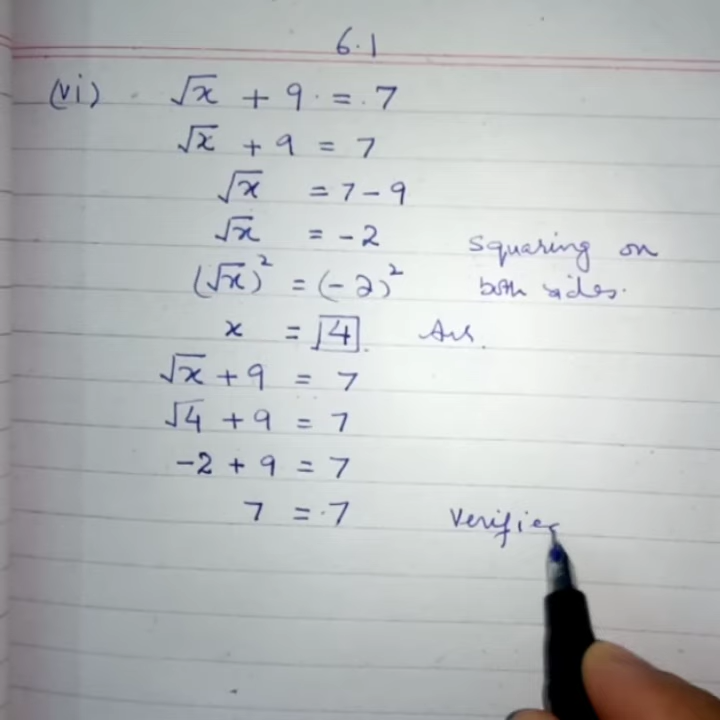 6.1
(vi) √x + 9 = 7
√x + 9 = 7
√x = 7 - 9
√x = -2 squaring on
(√x)² = (-2)² both sides.
x = 4 Ans.
√x + 9 = 7
√4 + 9 = 7
-2 + 9 = 7
7 = 7 Verifie